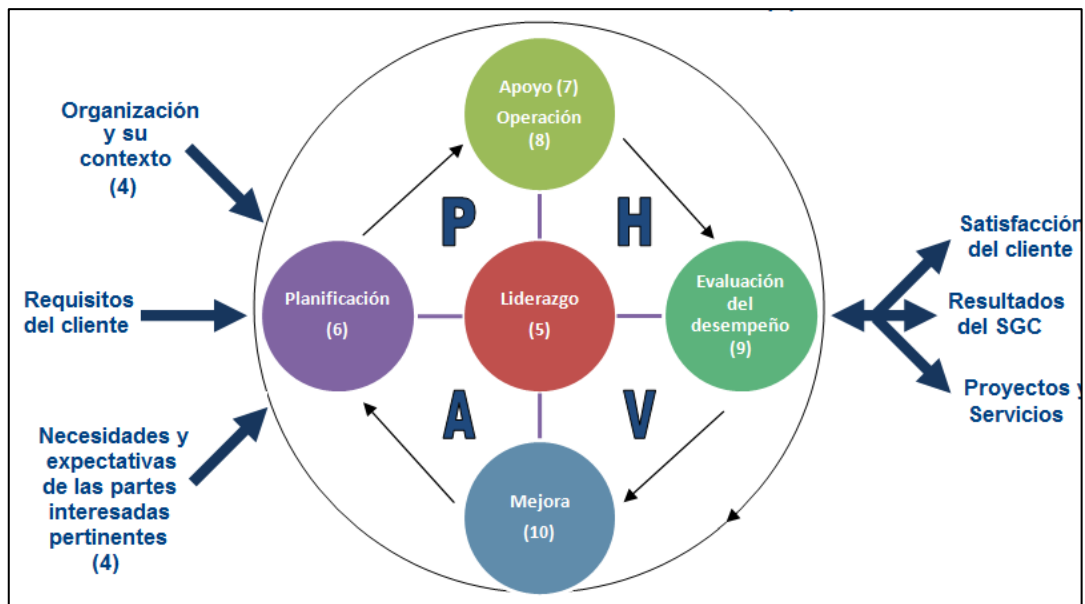 Organización
y su
contexto
(4)
Requisitos
del cliente
Necesidades y
expectativas
de las partes
interesadas
pertinentes
(4)
Apoyo (7)
Operación
(8)
P
H
Planificación
(6)
Liderazgo
(5)
Evaluación
del
desempeño
(9)
A
V
Mejora
(10)
Satisfacción
del cliente
Resultados
del SGC
Proyectos y
Servicios